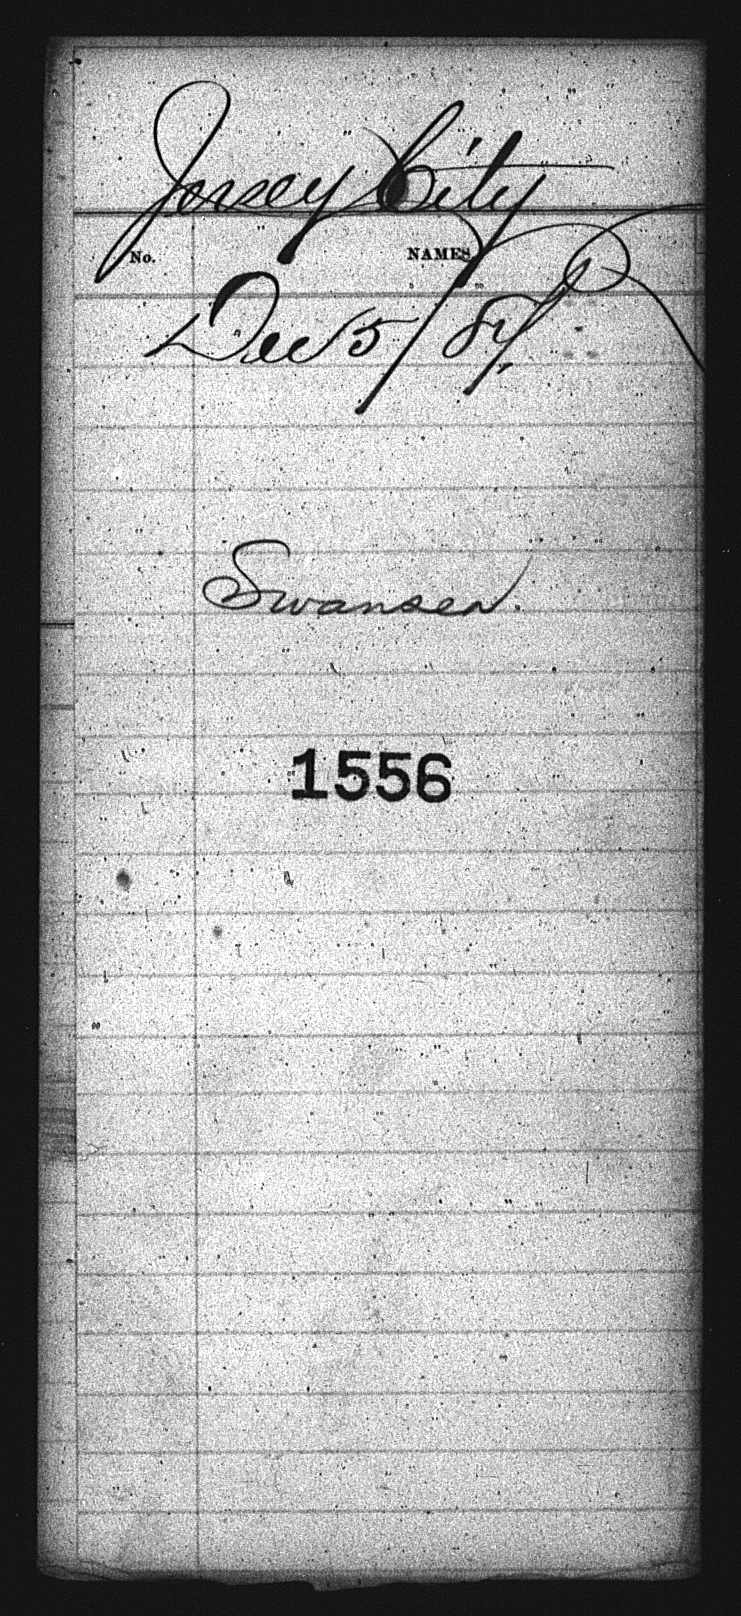 Jersey City
No. NAMES.
Dec 5/84
Swansea.
1556